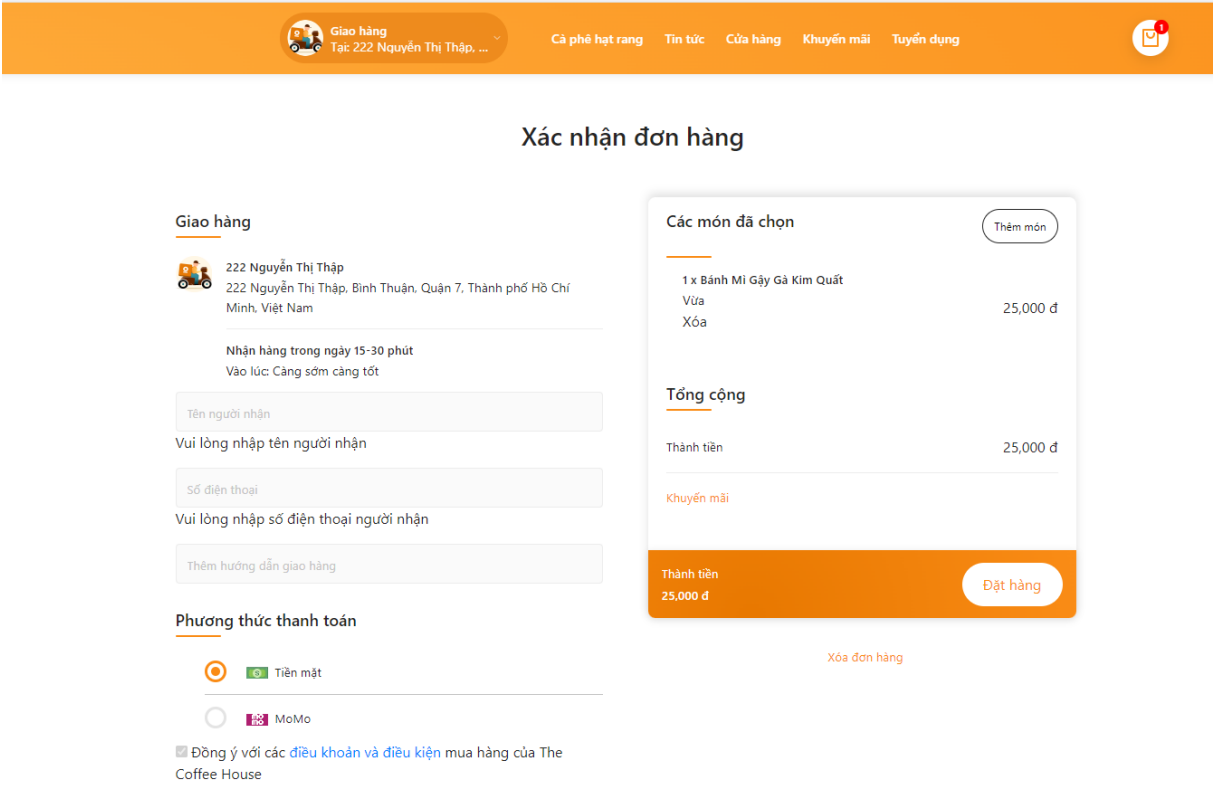 Giao hàng
Tại: 222 Nguyễn Thị Thập, ...
Cà phê hạt rang
Tin tức
Cửa hàng
Khuyến mãi
Tuyển dụng
1
Xác nhận đơn hàng
Giao hàng
222 Nguyễn Thị Thập
222 Nguyễn Thị Thập, Bình Thuận, Quận 7, Thành phố Hồ Chí
Minh, Việt Nam
Nhận hàng trong ngày 15-30 phút
Vào lúc: Càng sớm càng tốt
Tên người nhận
Vui lòng nhập tên người nhận
Số điện thoại
Vui lòng nhập số điện thoại người nhận
Thêm hướng dẫn giao hàng
Phương thức thanh toán
Tiền mặt
MoMo
Đồng ý với các điều khoản và điều kiện mua hàng của The
Coffee House
Các món đã chọn
Thêm món
1 x Bánh Mì Gậy Gà Kim Quất
Vừa
Xóa
25,000 đ
Tổng cộng
Thành tiền
25,000 đ
Khuyến mãi
Thành tiền
25,000 đ
Đặt hàng
Xóa đơn hàng